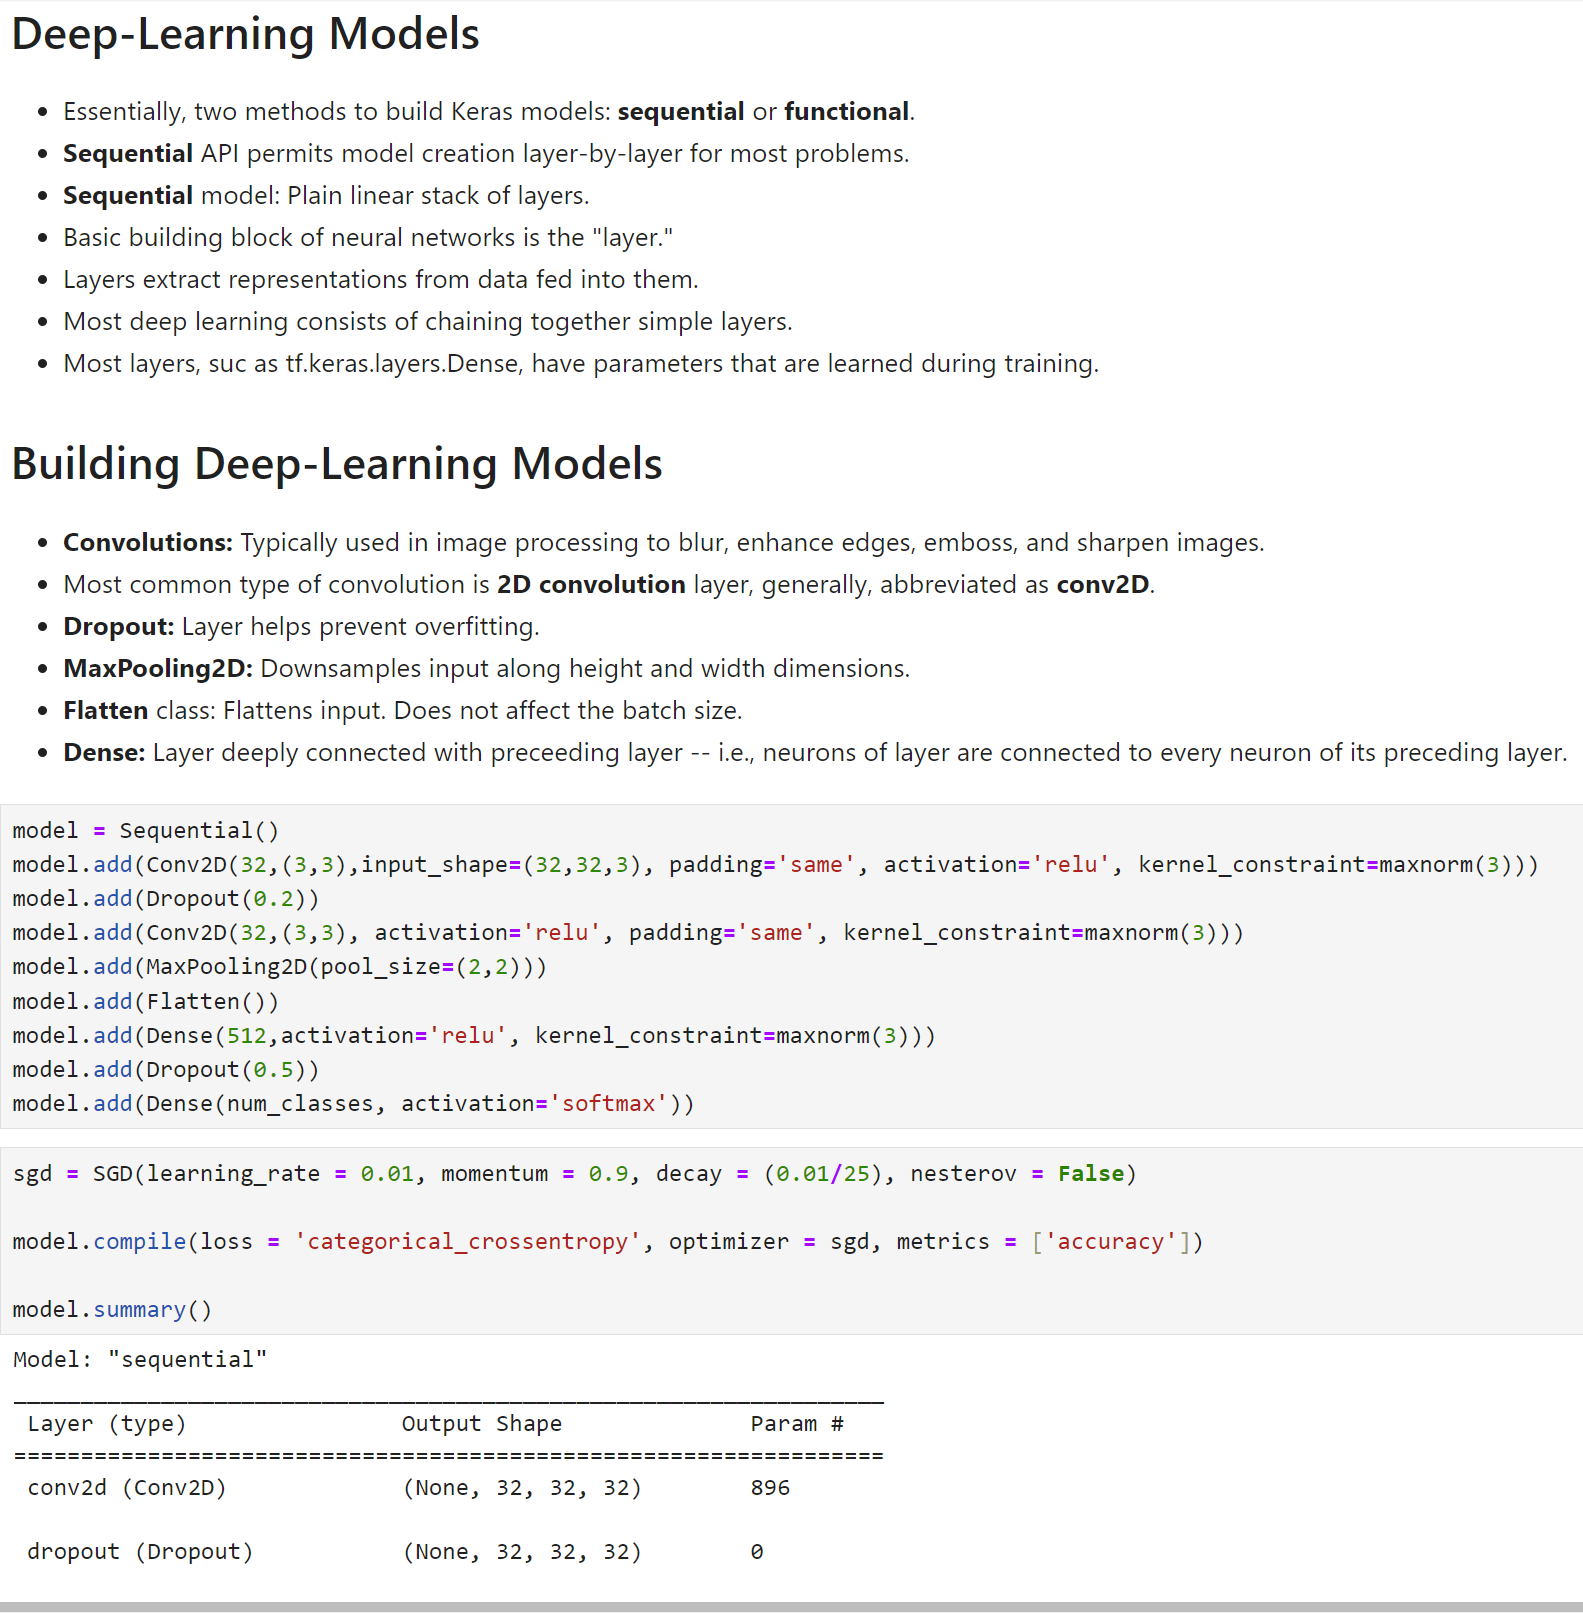 Deep-Learning Models
• Essentially, two methods to build Keras models: sequential or functional.
• Sequential API permits model creation layer-by-layer for most problems.
• Sequential model: Plain linear stack of layers.
• Basic building block of neural networks is the "layer."
• Layers extract representations from data fed into them.
• Most deep learning consists of chaining together simple layers.
• Most layers, suc as tf.keras.layers.Dense, have parameters that are learned during training.
Building Deep-Learning Models
• Convolutions: Typically used in image processing to blur, enhance edges, emboss, and sharpen images.
• Most common type of convolution is 2D convolution layer, generally, abbreviated as conv2D.
• Dropout: Layer helps prevent overfitting.
• MaxPooling2D: Downsamples input along height and width dimensions.
• Flatten class: Flattens input. Does not affect the batch size.
• Dense: Layer deeply connected with preceeding layer -- i.e., neurons of layer are connected to every neuron of its preceding layer.
model = Sequential()
model.add(Conv2D(32,(3,3),input_shape=(32,32,3), padding='same', activation='relu', kernel_constraint=maxnorm(3)))
model.add(Dropout(0.2))
model.add(Conv2D(32,(3,3), activation='relu', padding='same', kernel_constraint=maxnorm(3)))
model.add(MaxPooling2D(pool_size=(2,2)))
model.add(Flatten())
model.add(Dense(512,activation='relu', kernel_constraint=maxnorm(3)))
model.add(Dropout(0.5))
model.add(Dense(num_classes, activation='softmax'))
sgd = SGD(learning_rate = 0.01, momentum = 0.9, decay = (0.01/25), nesterov = False)
model.compile(loss = 'categorical_crossentropy', optimizer = sgd, metrics = ['accuracy'])
model.summary()
Model: "sequential"
_________________________________________________________________
Layer (type) Output Shape Param #
=================================================================
conv2d (Conv2D) (None, 32, 32, 32) 896
dropout (Dropout) (None, 32, 32, 32) 0